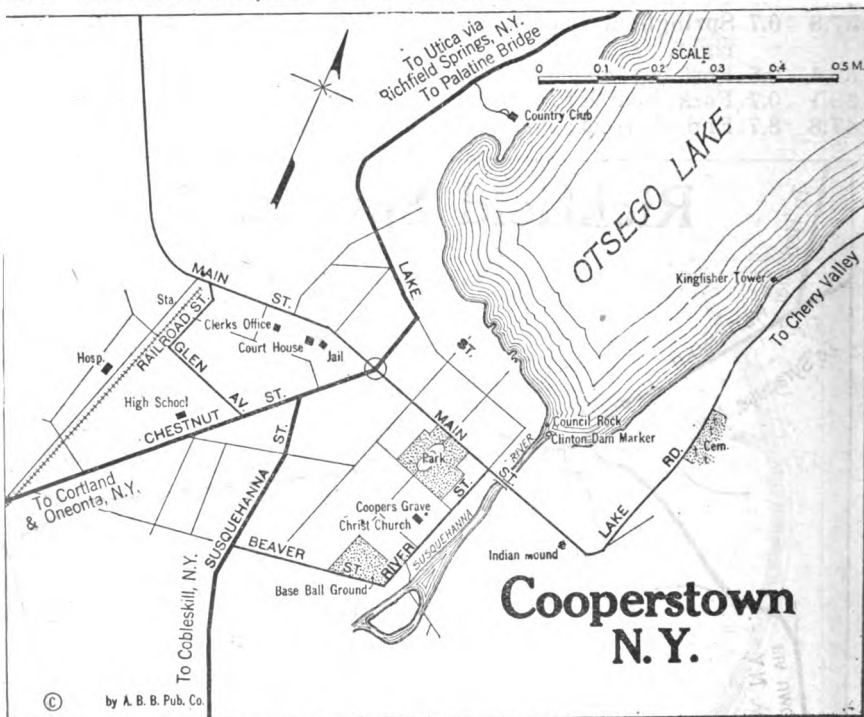 To Utica via
Richfield Springs, N.Y.
To Palatine Bridge
SCALE
0 0.1 0.2 0.3 0.4 0.5 M.
Country Club
OTSEGO LAKE
Kingfisher Tower
To Cherry Valley
MAIN ST.
LAKE ST.
Sta.
RAILROAD ST.
Clerks Office
Court House
Jail
Hosp.
GLEN AV.
High School
CHESTNUT ST.
To Cortland
& Oneonta, N.Y.
SUSQUEHANNA ST.
To Cobleskill, N.Y.
BEAVER ST.
Base Ball Ground
Park
MAIN ST.
Coopers Grave
Christ Church
RIVER ST.
SUSQUEHANNA RIVER
Council Rock
Clinton Dam Marker
Indian mound
LAKE RD.
Cem.
Cooperstown
N. Y.
© by A. B. B. Pub. Co.